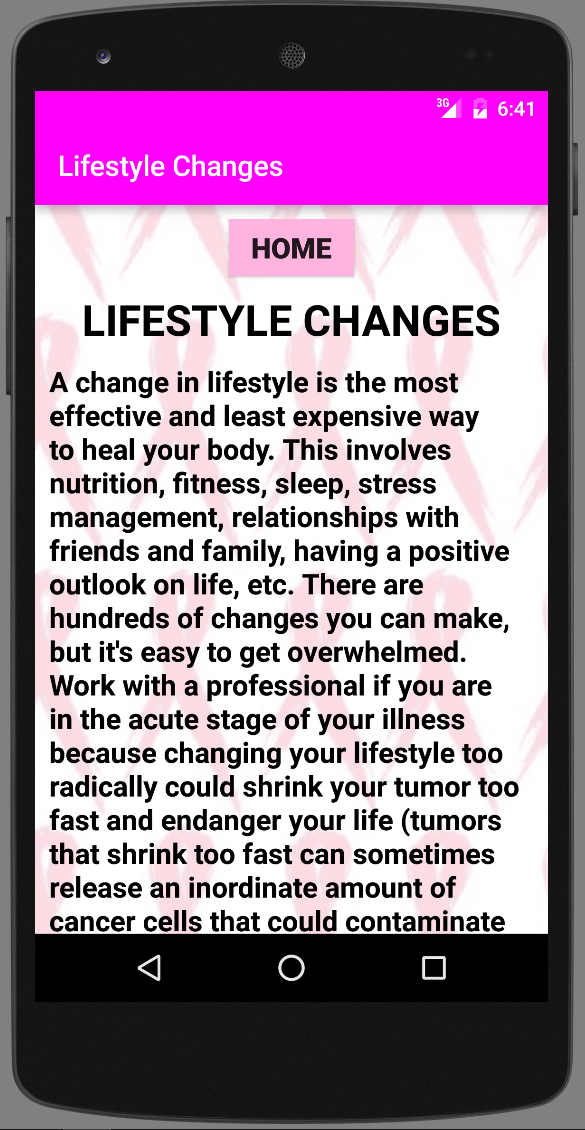 3G 6:41
Lifestyle Changes
HOME
LIFESTYLE CHANGES
A change in lifestyle is the most
effective and least expensive way
to heal your body. This involves
nutrition, fitness, sleep, stress
management, relationships with
friends and family, having a positive
outlook on life, etc. There are
hundreds of changes you can make,
but it's easy to get overwhelmed.
Work with a professional if you are
in the acute stage of your illness
because changing your lifestyle too
radically could shrink your tumor too
fast and endanger your life (tumors
that shrink too fast can sometimes
release an inordinate amount of
cancer cells that could contaminate